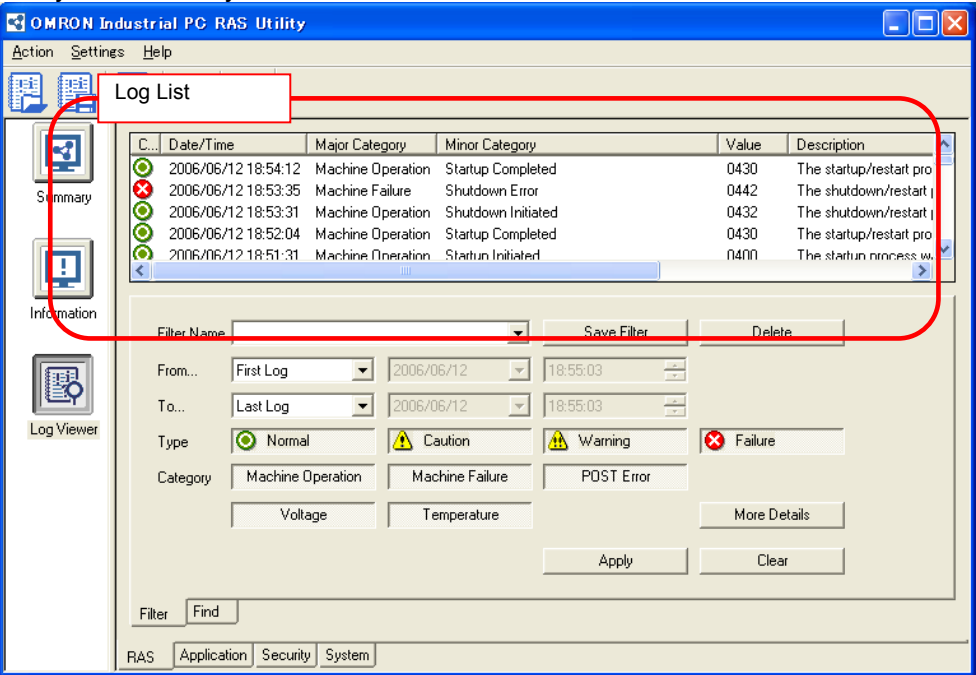 OMRON Industrial PC RAS Utility
Action Settings Help
Log List
C... Date/Time Major Category Minor Category Value Description
2006/06/12 18:54:12 Machine Operation Startup Completed 0430 The startup/restart pro
2006/06/12 18:53:35 Machine Failure Shutdown Error 0442 The shutdown/restart
2006/06/12 18:53:31 Machine Operation Shutdown Initiated 0432 The shutdown/restart
2006/06/12 18:52:04 Machine Operation Startup Completed 0430 The startup/restart pro
2006/06/12 18:51:31 Machine Operation Startup Initiated 0400 The startup process w
Summary
Information
Log Viewer
Filter Name Save Filter Delete
From... First Log 2006/06/12 18:55:03
To... Last Log 2006/06/12 18:55:03
Type Normal Caution Warning Failure
Category Machine Operation Machine Failure POST Error
Voltage Temperature More Details
Apply Clear
Filter Find
RAS Application Security System